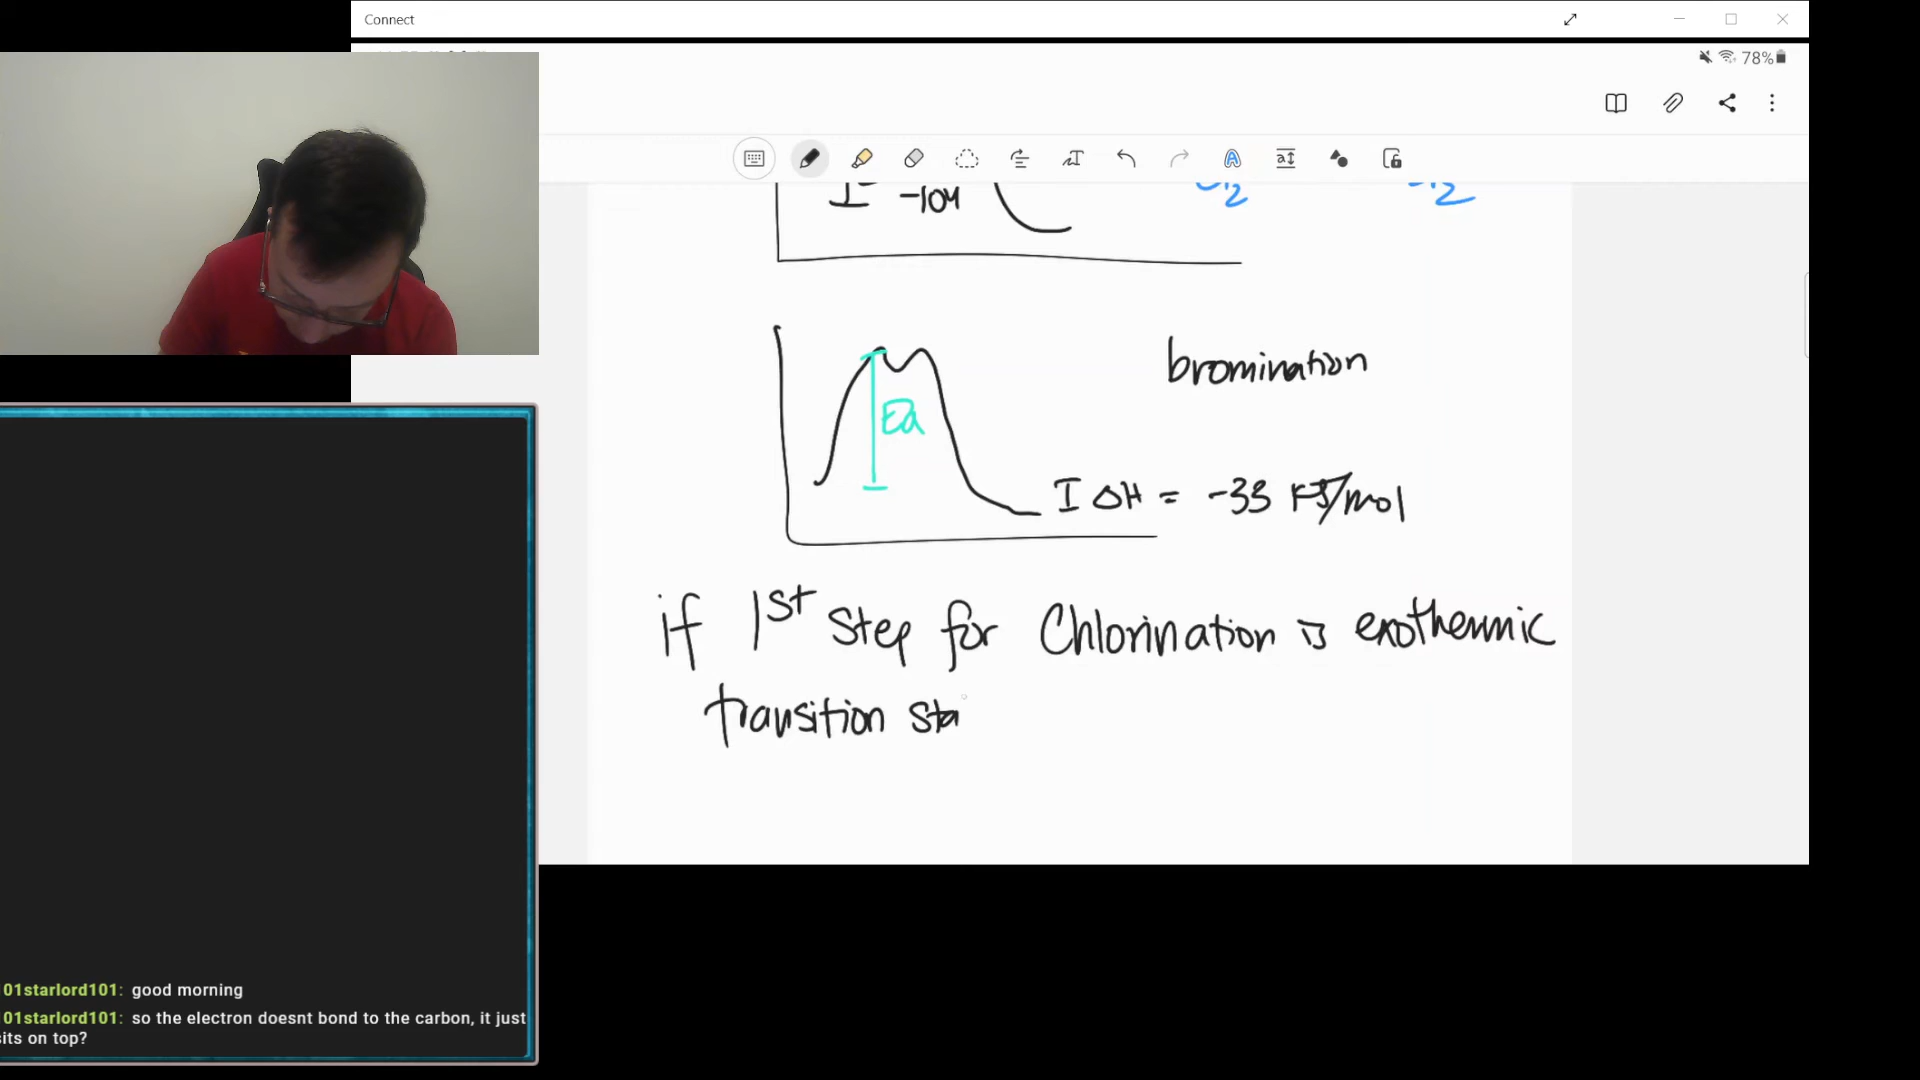 Connect
78%
I -104
bromination
Ea
I ΔH = -33 KJ/mol
if 1st step for Chlorination is exothermic
transition sta
01starlord101: good morning
01starlord101: so the electron doesnt bond to the carbon, it just
sits on top?